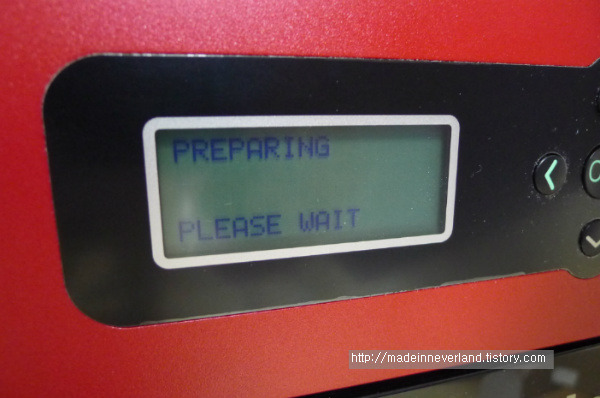 PREPARING
PLEASE WAIT
http://madeinneverland.tistory.com